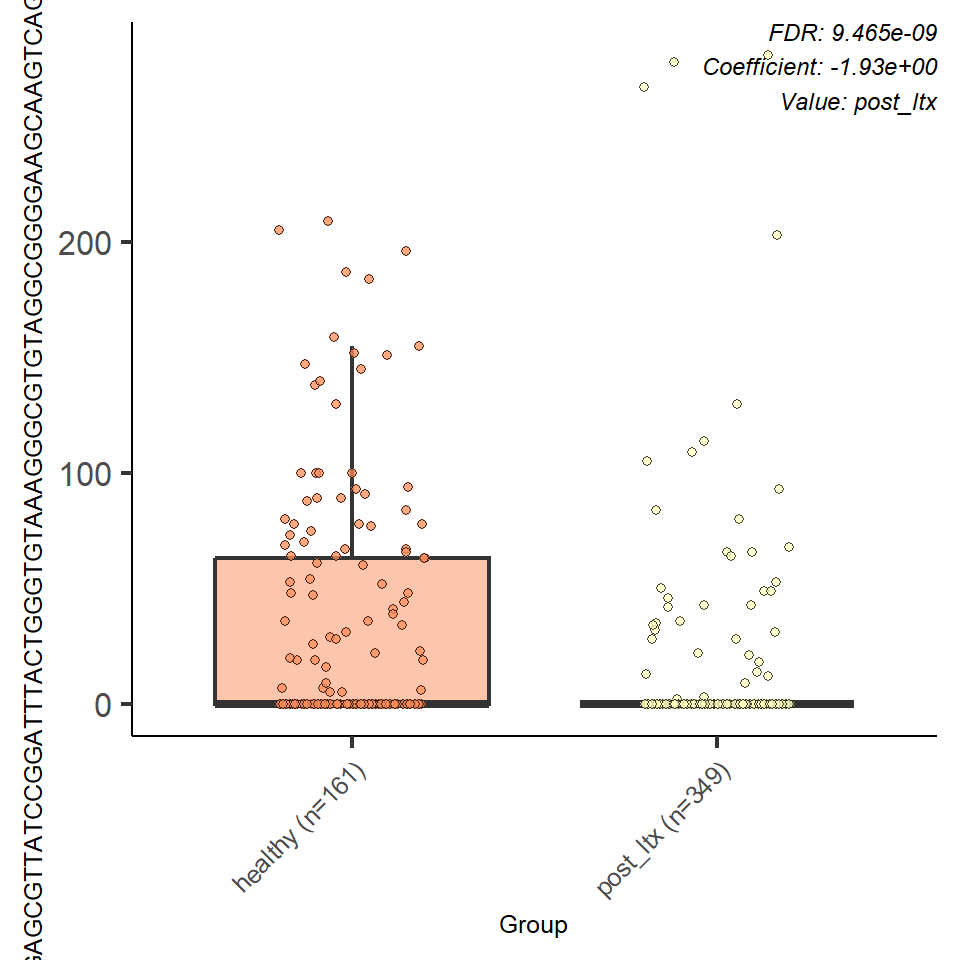 FDR: 9.465e-09
Coefficient: -1.93e+00
Value: post_ltx
GAGCGTTATCCGGATTTACTGGGTGTAAAGGGCGTGTAGGCGGGGAAGCAAGTCAG
200
100
0
healthy (n=161)
post_ltx (n=349)
Group